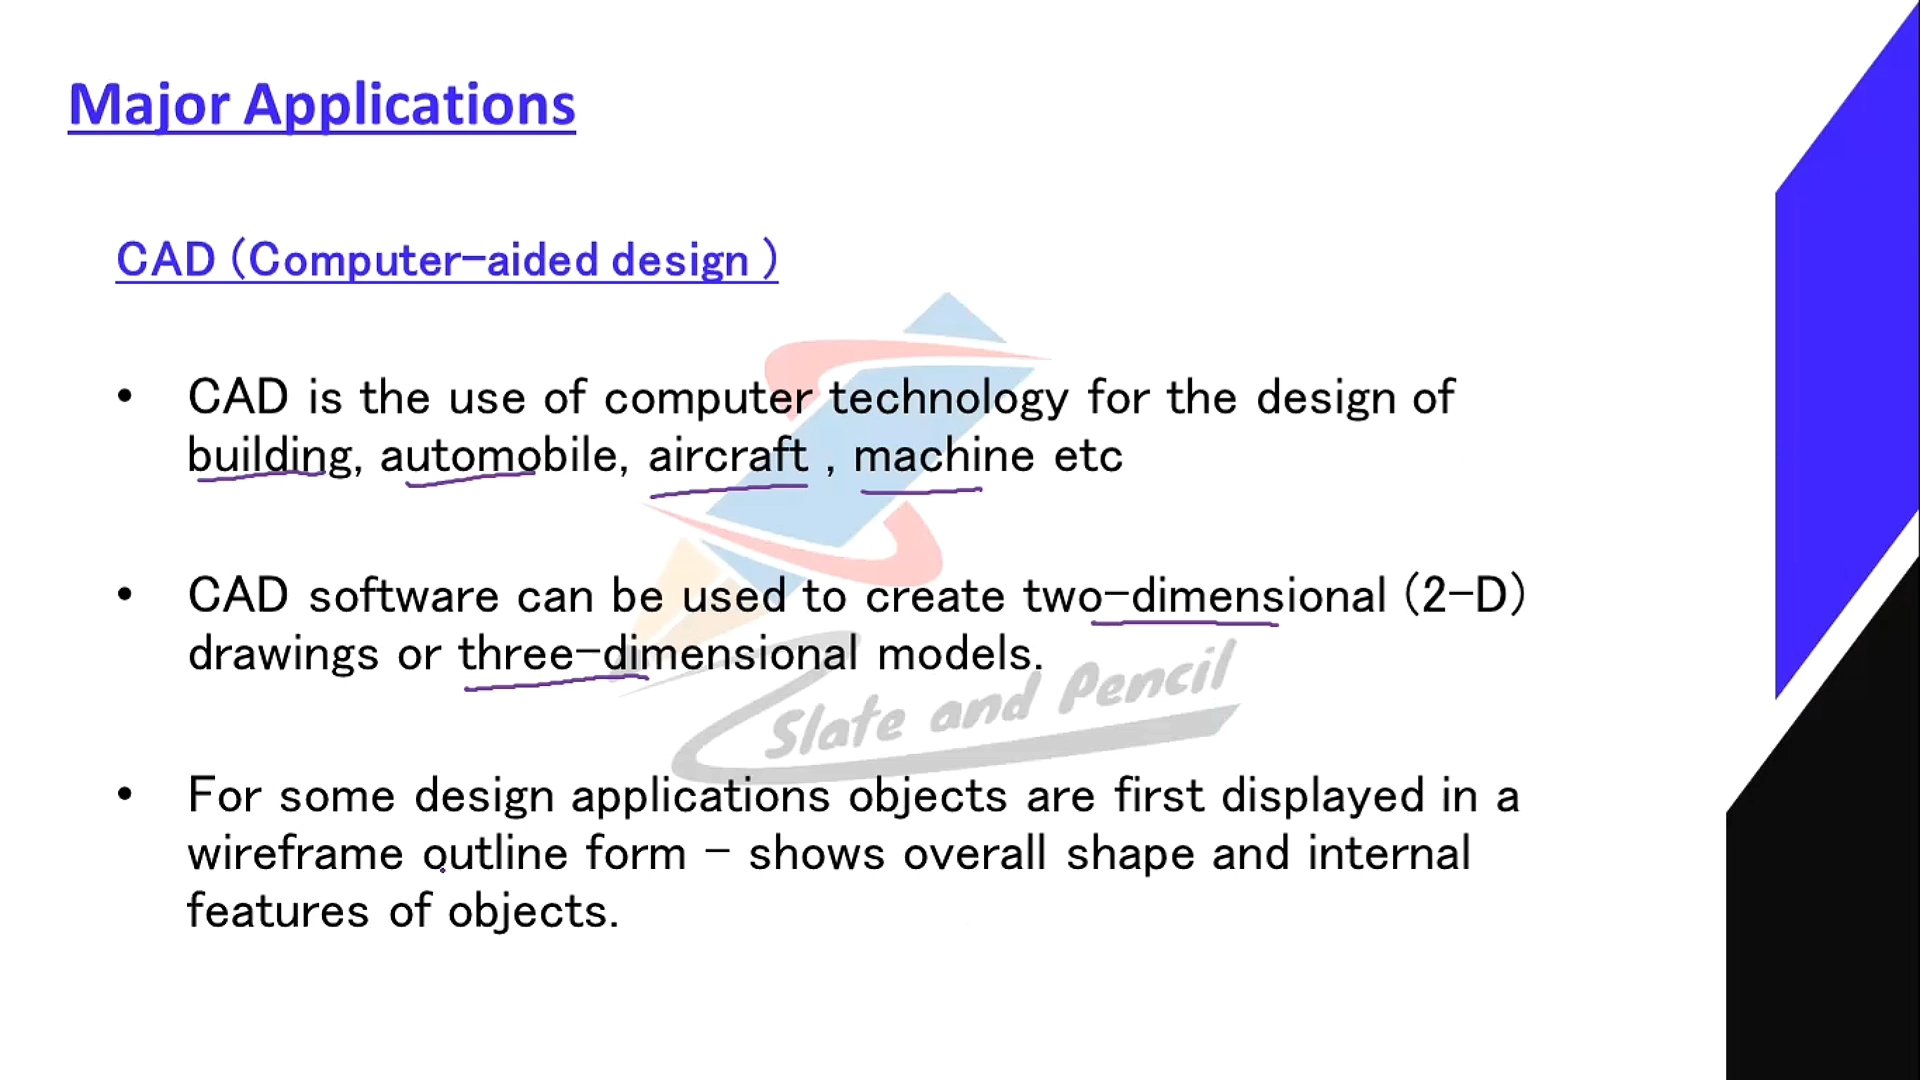 Major Applications
CAD (Computer-aided design )
• CAD is the use of computer technology for the design of
building, automobile, aircraft , machine etc
• CAD software can be used to create two-dimensional (2-D)
drawings or three-dimensional models.
Slate and Pencil
• For some design applications objects are first displayed in a
wireframe outline form – shows overall shape and internal
features of objects.